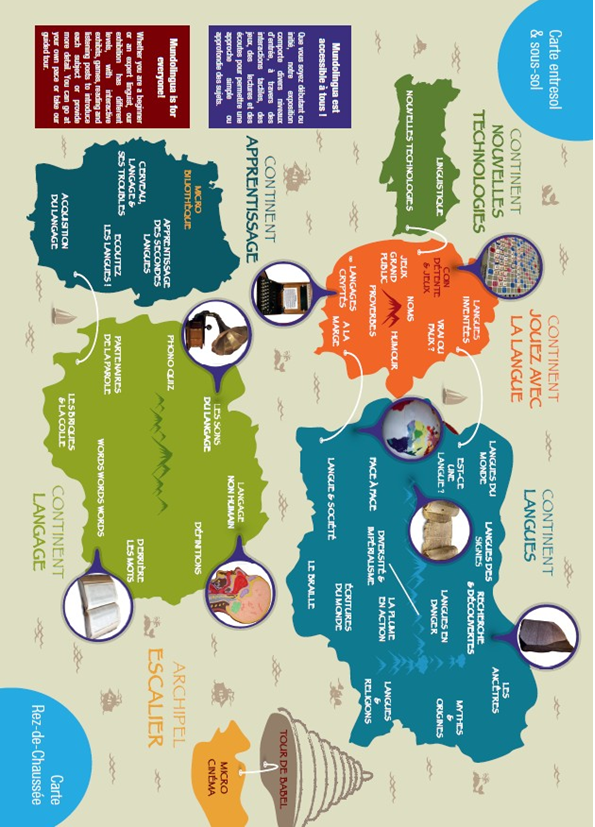 Carte entresol
& sous-sol
CONTINENT
NOUVELLES
TECHNOLOGIES
LINGUISTIQUE
NOUVELLES TECHNOLOGIES
CONTINENT
JOUEZ AVEC
LA LANGUE
LANGUES
INVENTÉES
VRAI OU
FAUX ?
COIN
DÉTENTE
& JEUX
NOMS
HUMOUR
JEUX
GRAND
PUBLIC
PROVERBES
LANGAGES
CRYPTÉS
À LA
MARGE
CONTINENT
LANGUES
LANGUES DU
MONDE
EST-CE
UNE
LANGUE ?
FACE À FACE
LANGUE & SOCIÉTÉ
LANGUES DES
SIGNES
RECHERCHE
& DÉCOUVERTES
LANGUES EN
DANGER
DIVERSITÉ &
IMPÉRIALISME
LA PLUME
EN ACTION
ÉCRITURES
DU MONDE
LE BRAILLE
LES
ANCÊTRES
MYTHES
&
ORIGINES
LANGUES
&
RELIGIONS
Mundolingua est
accessible à tous !
Que vous soyez débutant ou
initié, notre exposition
comporte deux niveaux
d'entrée, à travers des
interactions tactiles, des
jeux, des lectures et des
écoutes pour permettre une
approche simple ou
approfondie des sujets.
Mundolingua is for
everyone!
Whether you are a beginner
or an expert linguist, our
exhibition has different
levels, with interactive
exhibits, games, reading and
listening posts to introduce
each subject or provide
more detail. You can go at
your own pace or take our
guided tour.
CONTINENT
APPRENTISSAGE
MICRO
BILIOTHÈQUE
APPRENTISSAGE
DES SECONDES
LANGUES
CERVEAU,
LANGAGE &
SES TROUBLES
ECOUTEZ
LES LANGUES !
ACQUISITION
DU LANGAGE
LES SONS
DU LANGAGE
PHONO QUIZ
PARTENAIRES
DE LA PAROLE
LES BRIQUES
& LA COLLE
LANGAGE
NON HUMAIN
DÉFINITIONS
WORDS WORDS WORDS
DERRIÈRE
LES MOTS
CONTINENT
LANGAGE
ARCHIPEL
ESCALIER
TOUR DE BABEL
MICRO
CINÉMA
Carte
Rez-de-Chaussée